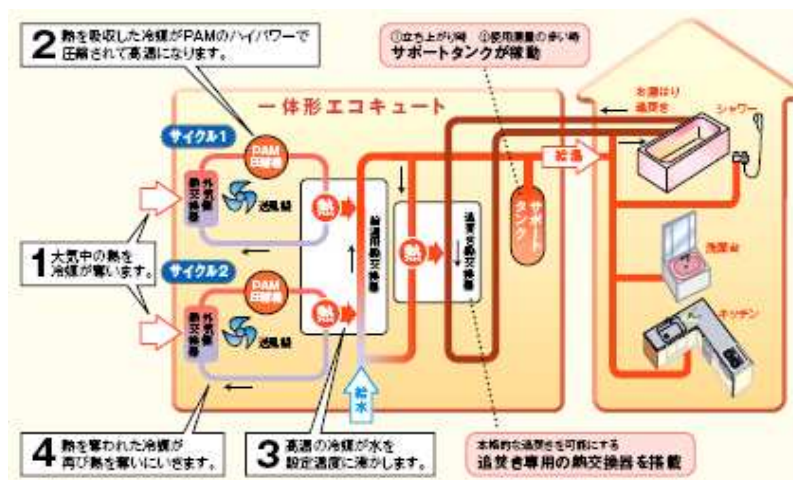 2 熱を吸収した冷媒がPAMのハイパワーで
圧縮されて高温になります。
①立ち上がり時 ②使用湯量の多い時
サポートタンクが稼動
一体形エコキュート
サイクル1
PAM
圧縮機
外気側
熱交換器
送風機
熱
給湯用熱交換器
熱
追焚き熱交換器
サポート
タンク
給湯
お湯はり
追焚き
シャワー
洗面台
キッチン
1 大気中の熱を
冷媒が奪います。
サイクル2
PAM
圧縮機
外気側
熱交換器
送風機
熱
給水
4 熱を奪われた冷媒が
再び熱を奪いにいきます。
3 高温の冷媒が水を
設定温度に沸かします。
本格的な追焚きを可能にする
追焚き専用の熱交換器を搭載